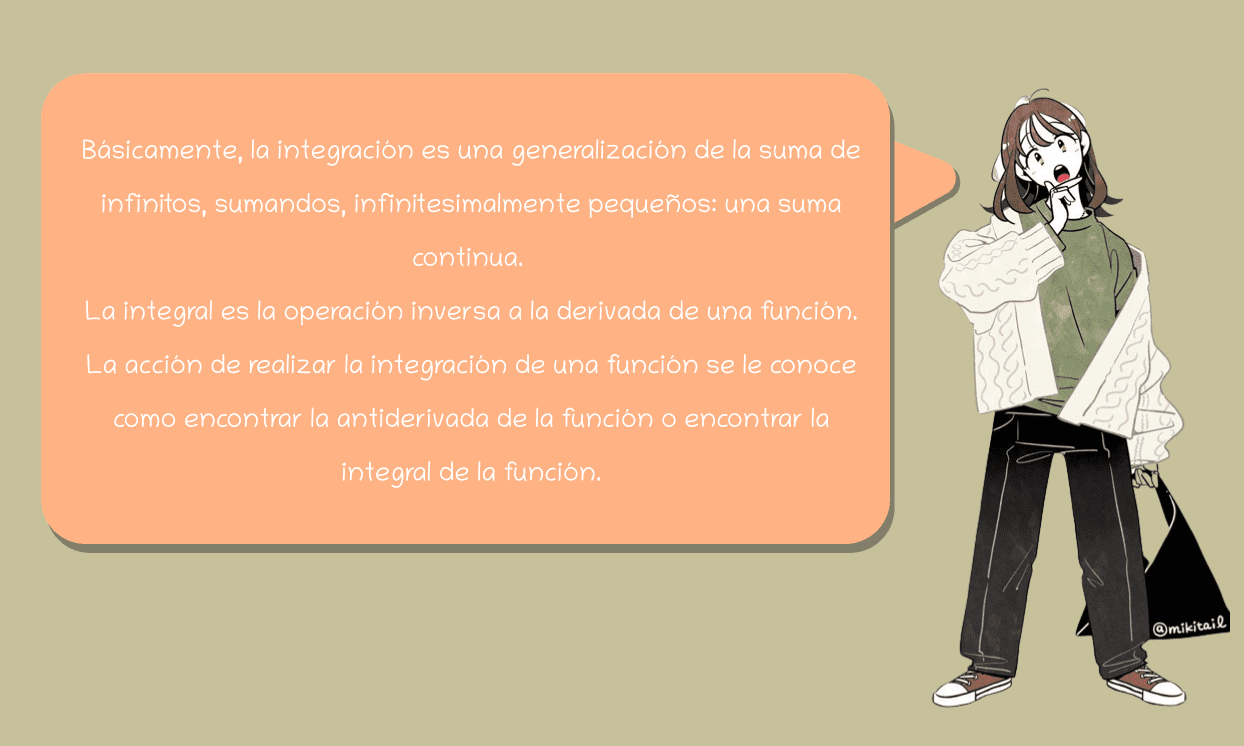 Básicamente, la integración es una generalización de la suma de
infinitos, sumandos, infinitesimalmente pequeños: una suma
continua.
La integral es la operación inversa a la derivada de una función.
La acción de realizar la integración de una función se le conoce
como encontrar la antiderivada de la función o encontrar la
integral de la función.
@mikitail